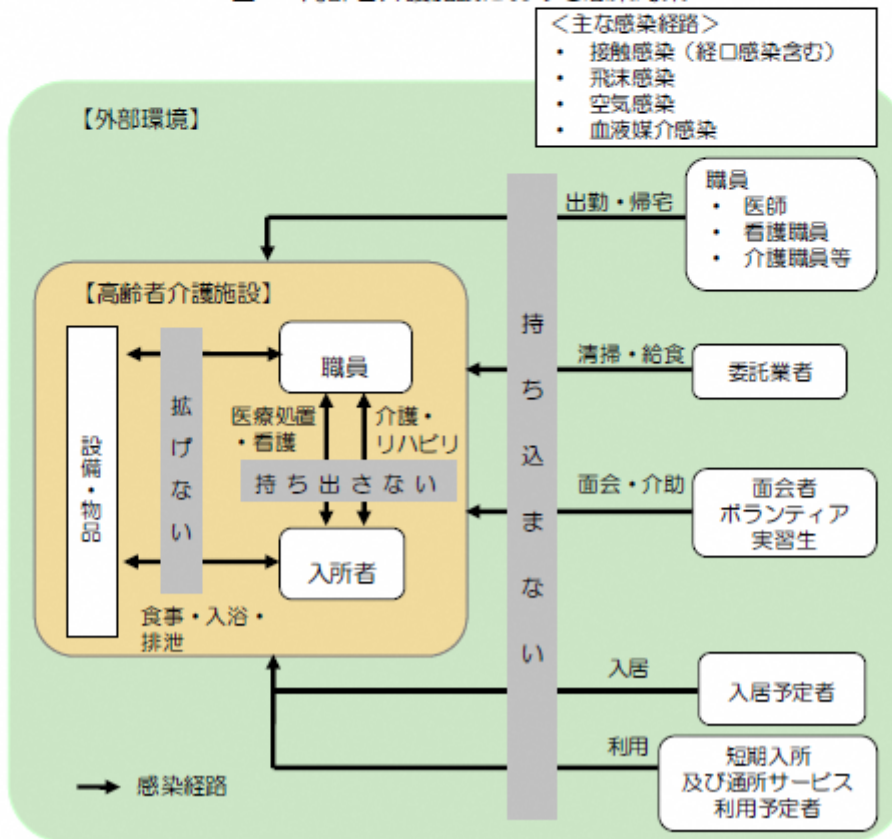 <主な感染経路>
・ 接触感染（経口感染含む）
・ 飛沫感染
・ 空気感染
・ 血液媒介感染
【外部環境】
職員
・ 医師
・ 看護職員
・ 介護職員等
出勤・帰宅
【高齢者介護施設】
職員
持ち込まない
清掃・給食
委託業者
拡げない
医療処置
・看護
介護・
リハビリ
設備・物品
持ち出さない
面会・介助
面会者
ボランティア
実習生
入所者
食事・入浴・
排泄
入居
入居予定者
利用
短期入所
及び通所サービス
利用予定者
感染経路